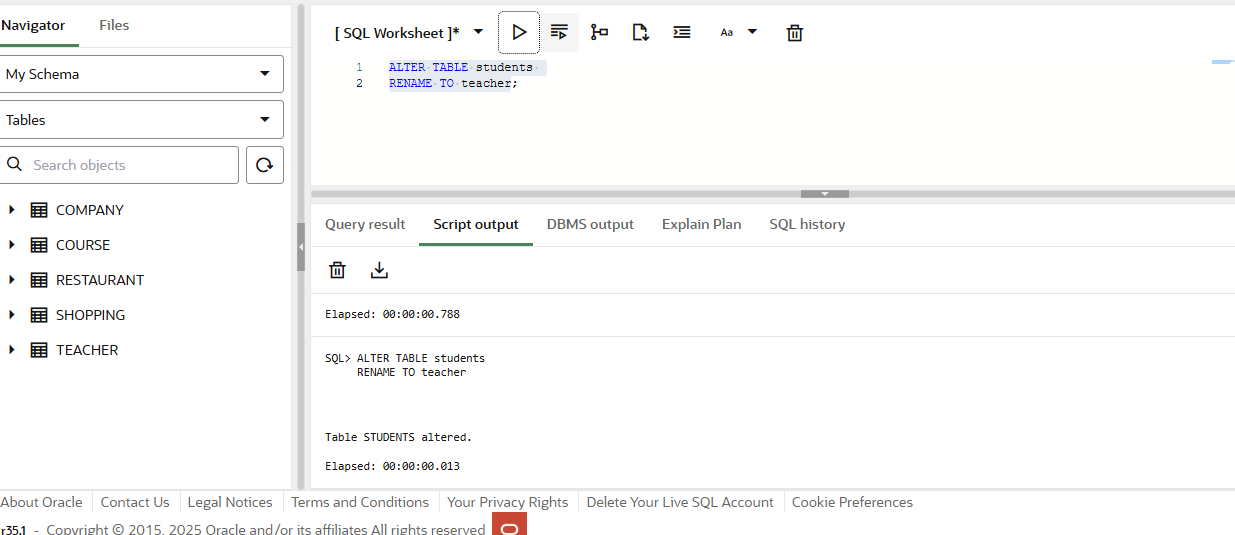 Navigator Files
My Schema
Tables
Search objects
COMPANY
COURSE
RESTAURANT
SHOPPING
TEACHER
[ SQL Worksheet ]* Aa
1 ALTER TABLE students
2 RENAME TO teacher;
Query result Script output DBMS output Explain Plan SQL history
Elapsed: 00:00:00.788
SQL> ALTER TABLE students
RENAME TO teacher
Table STUDENTS altered.
Elapsed: 00:00:00.013
About Oracle Contact Us Legal Notices Terms and Conditions Your Privacy Rights Delete Your Live SQL Account Cookie Preferences
r35.1 - Copyright © 2015, 2025 Oracle and/or its affiliates All rights reserved